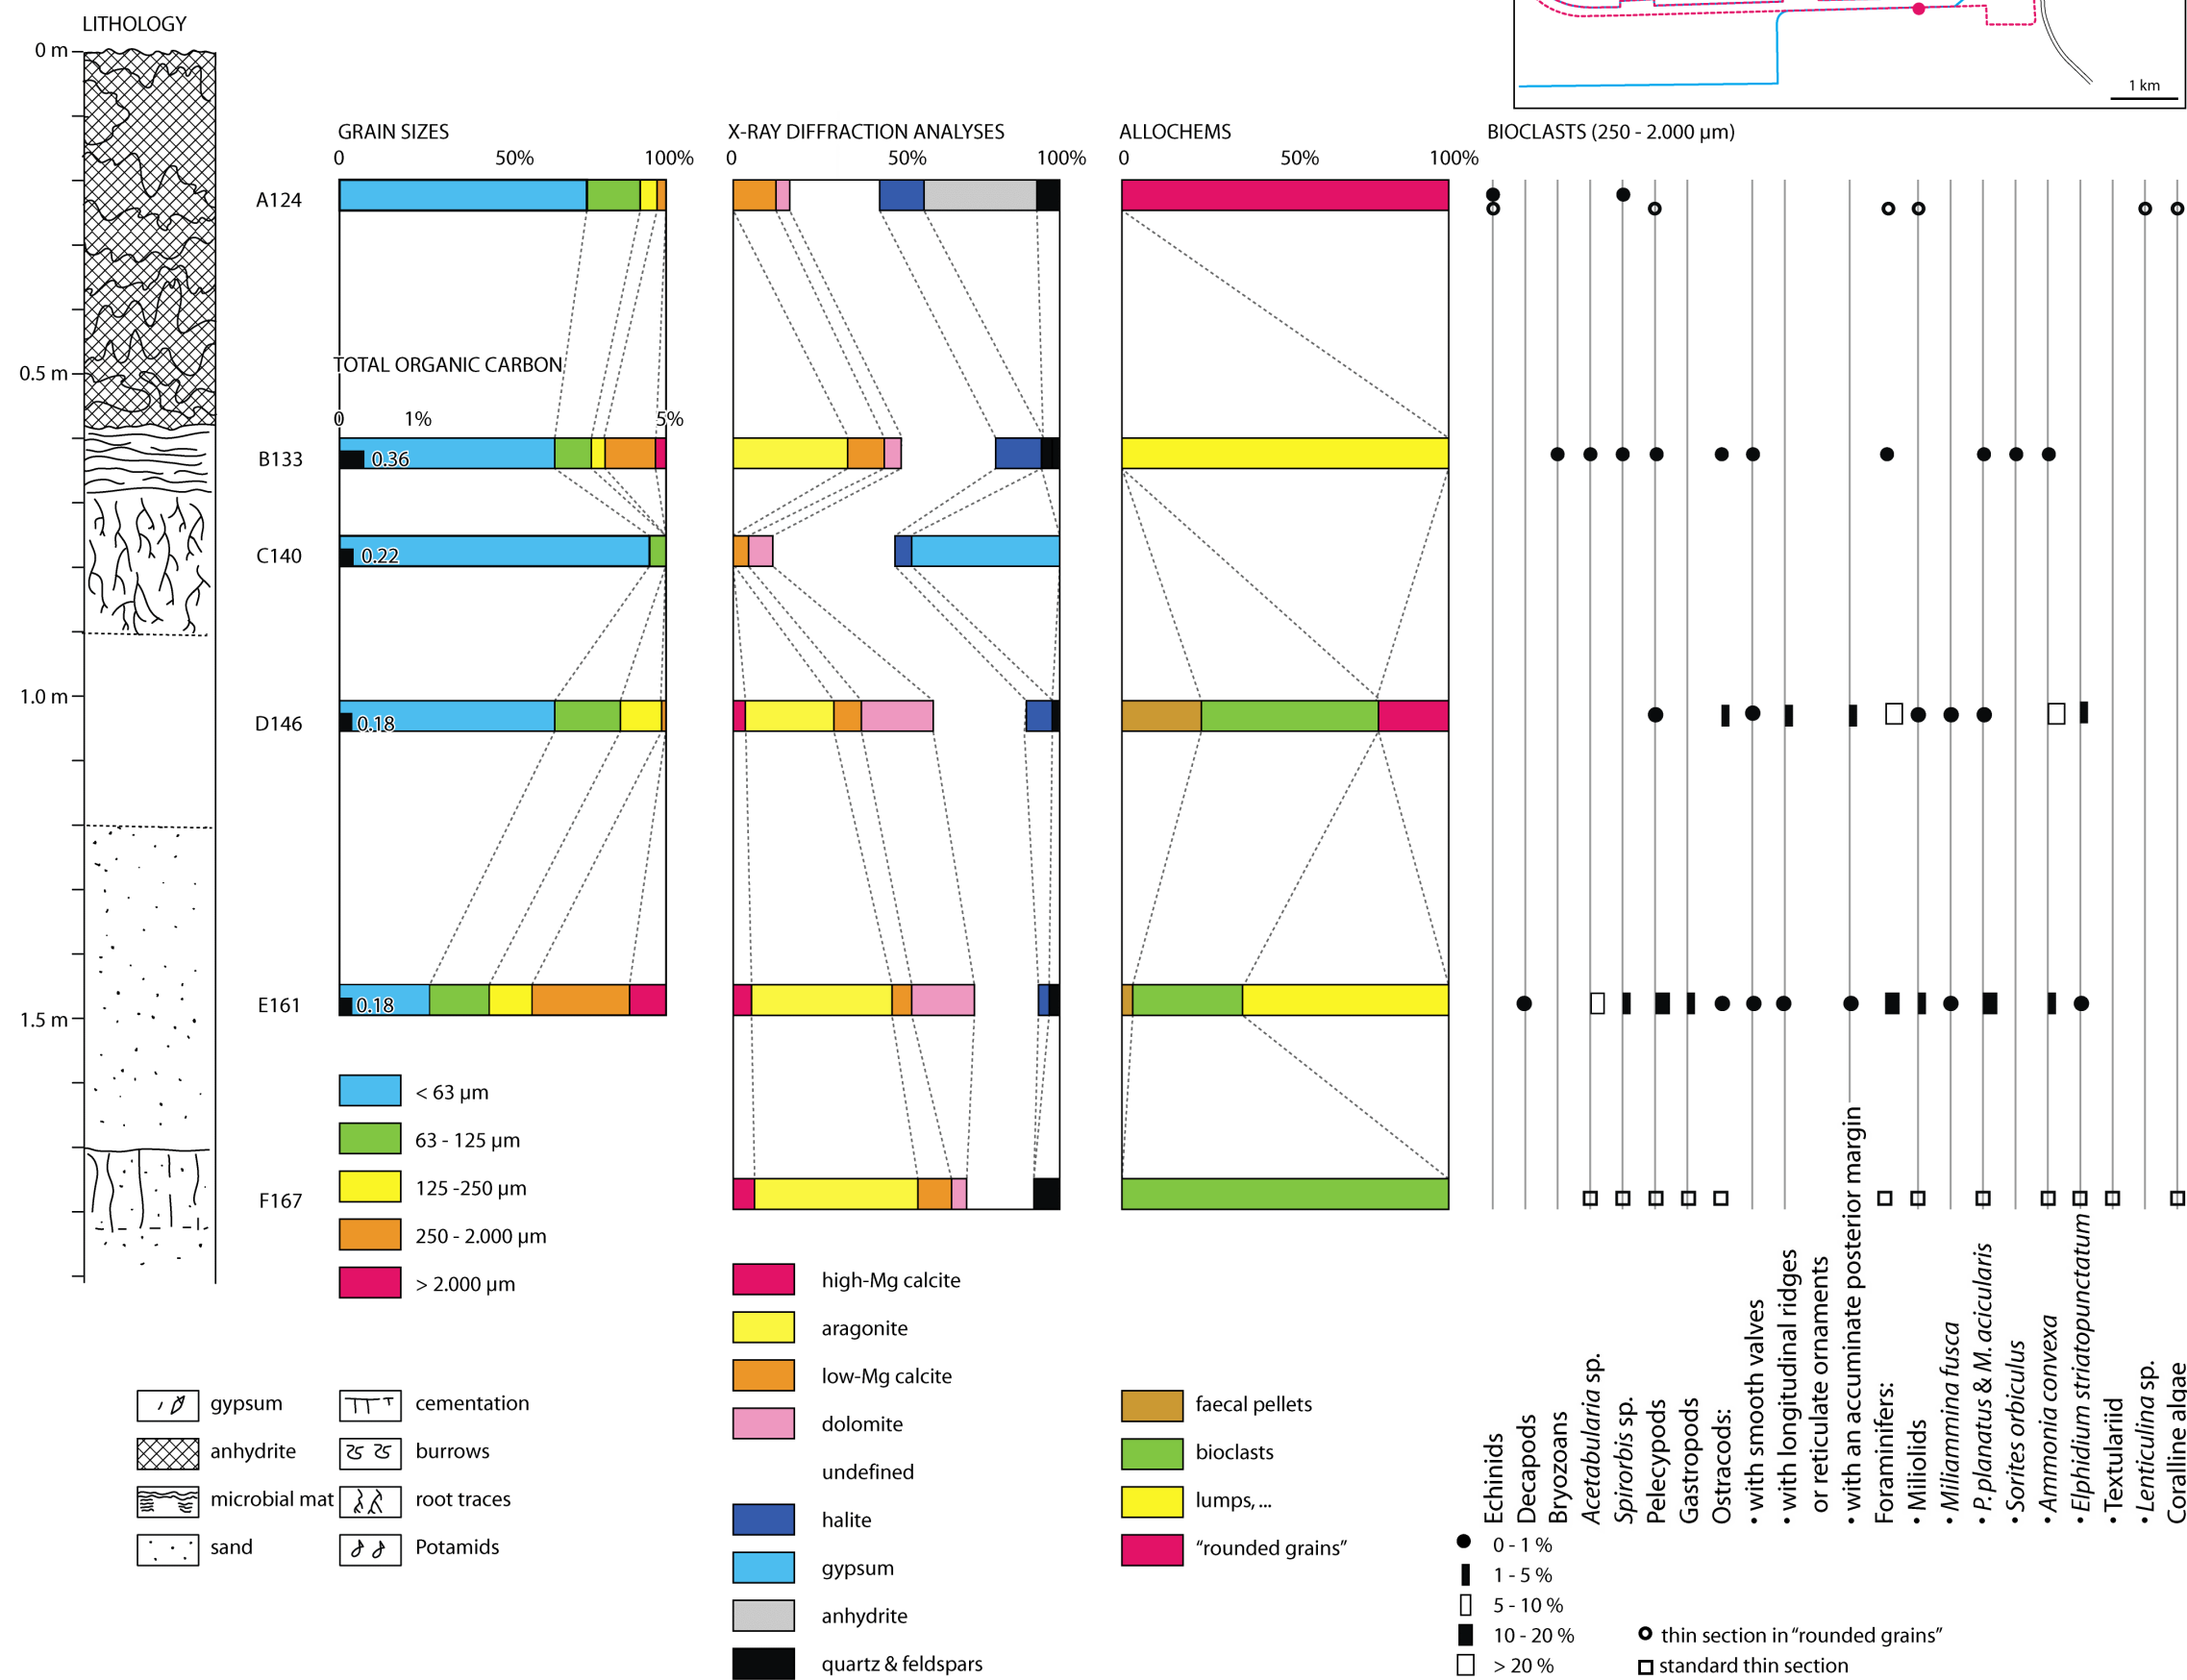 LITHOLOGY
0 m
0.5 m
1.0 m
1.5 m
1 km
GRAIN SIZES
0 50% 100%
X-RAY DIFFRACTION ANALYSES
0 50% 100%
ALLOCHEMS
0 50% 100%
BIOCLASTS (250 - 2.000 µm)
A124
TOTAL ORGANIC CARBON
0 1% 5%
B133
0.36
C140
0.22
D146
0.18
E161
0.18
F167
< 63 µm
63 - 125 µm
125 -250 µm
250 - 2.000 µm
> 2.000 µm
gypsum
anhydrite
microbial mat
sand
cementation
burrows
root traces
Potamids
high-Mg calcite
aragonite
low-Mg calcite
dolomite
undefined
halite
gypsum
anhydrite
quartz & feldspars
faecal pellets
bioclasts
lumps, ...
“rounded grains”
Echinids
Decapods
Bryozoans
Acetabularia sp.
Spirorbis sp.
Pelecypods
Gastropods
Ostracods:
• with smooth valves
• with longitudinal ridges
or reticulate ornaments
• with an accuminate posterior margin
Foraminifers:
• Miliolids
• Miliammina fusca
• P. planatus & M. acicularis
• Sorites orbiculus
• Ammonia convexa
• Elphidium striatopunctatum
• Textulariid
• Lenticulina sp.
Coralline algae
0 - 1 %
1 - 5 %
5 - 10 %
10 - 20 %
> 20 %
thin section in “rounded grains”
standard thin section